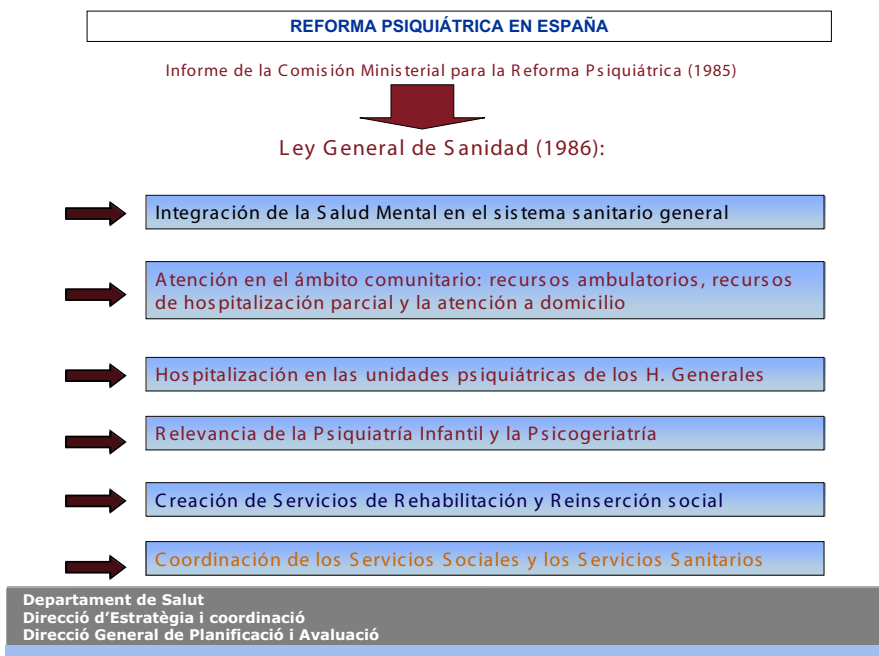 REFORMA PSIQUIÁTRICA EN ESPAÑA
Informe de la Comisión Ministerial para la Reforma Psiquiátrica (1985)
Ley General de Sanidad (1986):
Integración de la Salud Mental en el sistema sanitario general
Atención en el ámbito comunitario: recursos ambulatorios, recursos
de hospitalización parcial y la atención a domicilio
Hospitalización en las unidades psiquiátricas de los H. Generales
Relevancia de la Psiquiatría Infantil y la Psicogeriatría
Creación de Servicios de Rehabilitación y Reinserción social
Coordinación de los Servicios Sociales y los Servicios Sanitarios
Departament de Salut
Direcció d'Estratègia i coordinació
Direcció General de Planificació i Avaluació